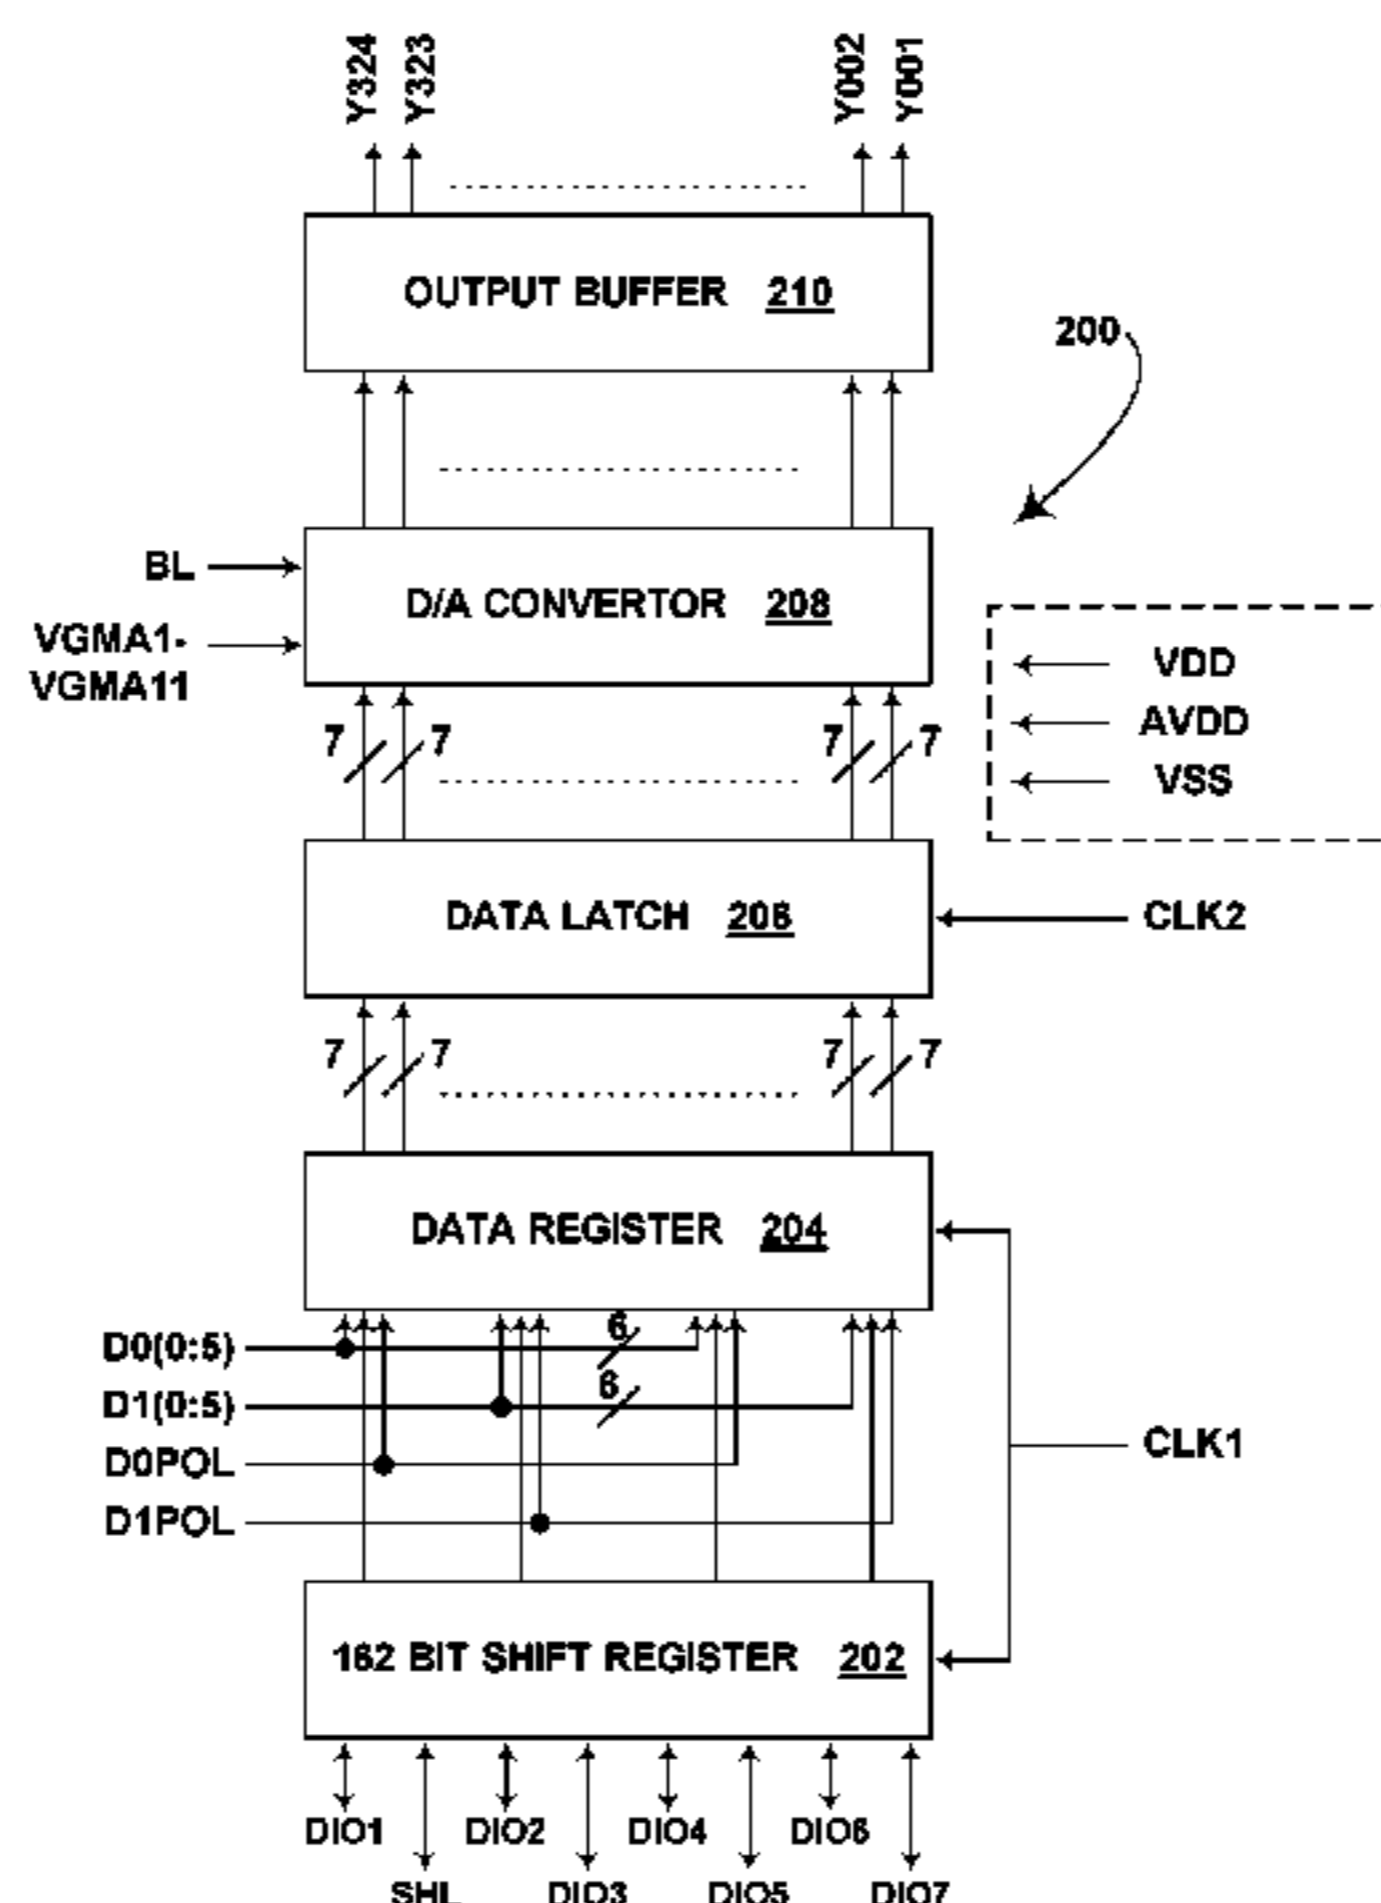 Y324 Y323 Y002 Y001
OUTPUT BUFFER 210
200
BL
D/A CONVERTOR 208
VGMA1-
VGMA11
VDD
AVDD
VSS
7 7 7 7
DATA LATCH 206
CLK2
7 7 7 7
DATA REGISTER 204
D0(0:5) 6
D1(0:5) 6
D0POL
CLK1
D1POL
162 BIT SHIFT REGISTER 202
DIO1 DIO2 DIO4 DIO6
SHL DIO3 DIO5 DIO7